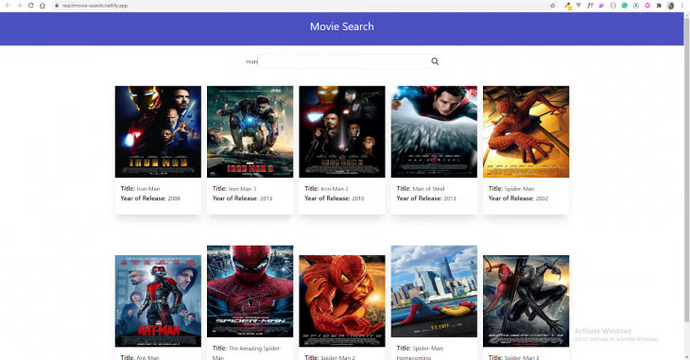 reactmovie-search.netlify.app
Movie Search
man
IRON MAN
IRON MAN 3
IRON MAN 2
Title: Iron Man
Year of Release: 2008
Title: Iron Man 3
Year of Release: 2013
Title: Iron Man 2
Year of Release: 2010
Title: Man of Steel
Year of Release: 2013
Title: Spider-Man
Year of Release: 2002
ANT-MAN
SPIDER-MAN
Activate Windows
Go to Settings to activate Windows.
Title: Ant-Man
Title: The Amazing Spider-
Man
Title: Spider-Man 2
Title: Spider-Man:
Homecoming
Title: Spider-Man 3